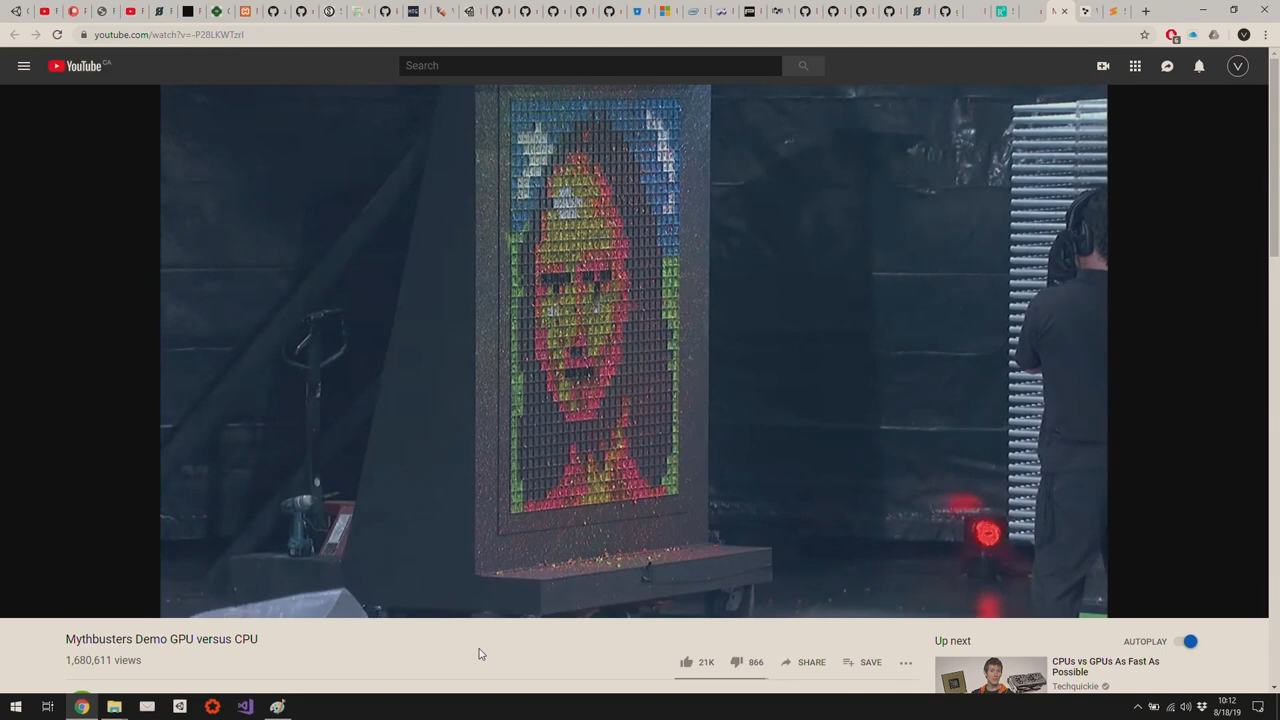 youtube.com/watch?v=-P28LKWTzrI
YouTube CA
Search
Mythbusters Demo GPU versus CPU
1,680,611 views
21K
866
SHARE
SAVE
Up next
AUTOPLAY
CPUs vs GPUs As Fast As
Possible
Techquickie
10:12
8/18/19